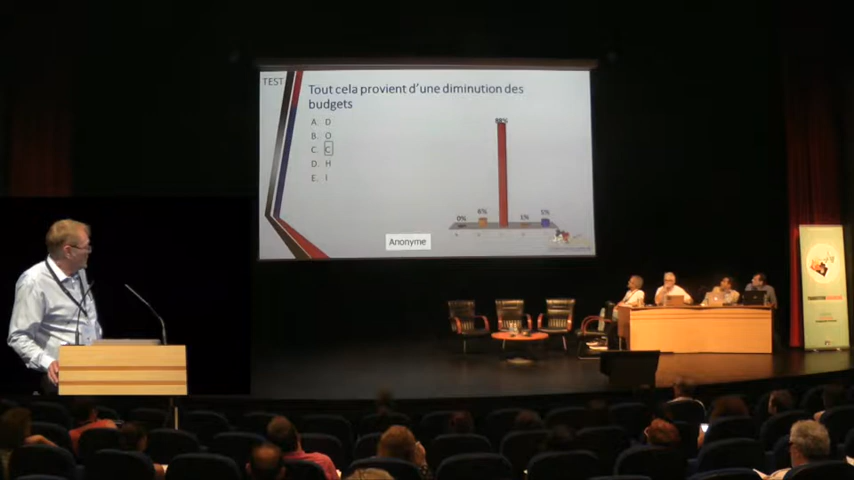 TEST
Tout cela provient d'une diminution des
budgets
A. D
B. O
C. C
D. H
E. I
0%
6%
1%
5%
Anonyme